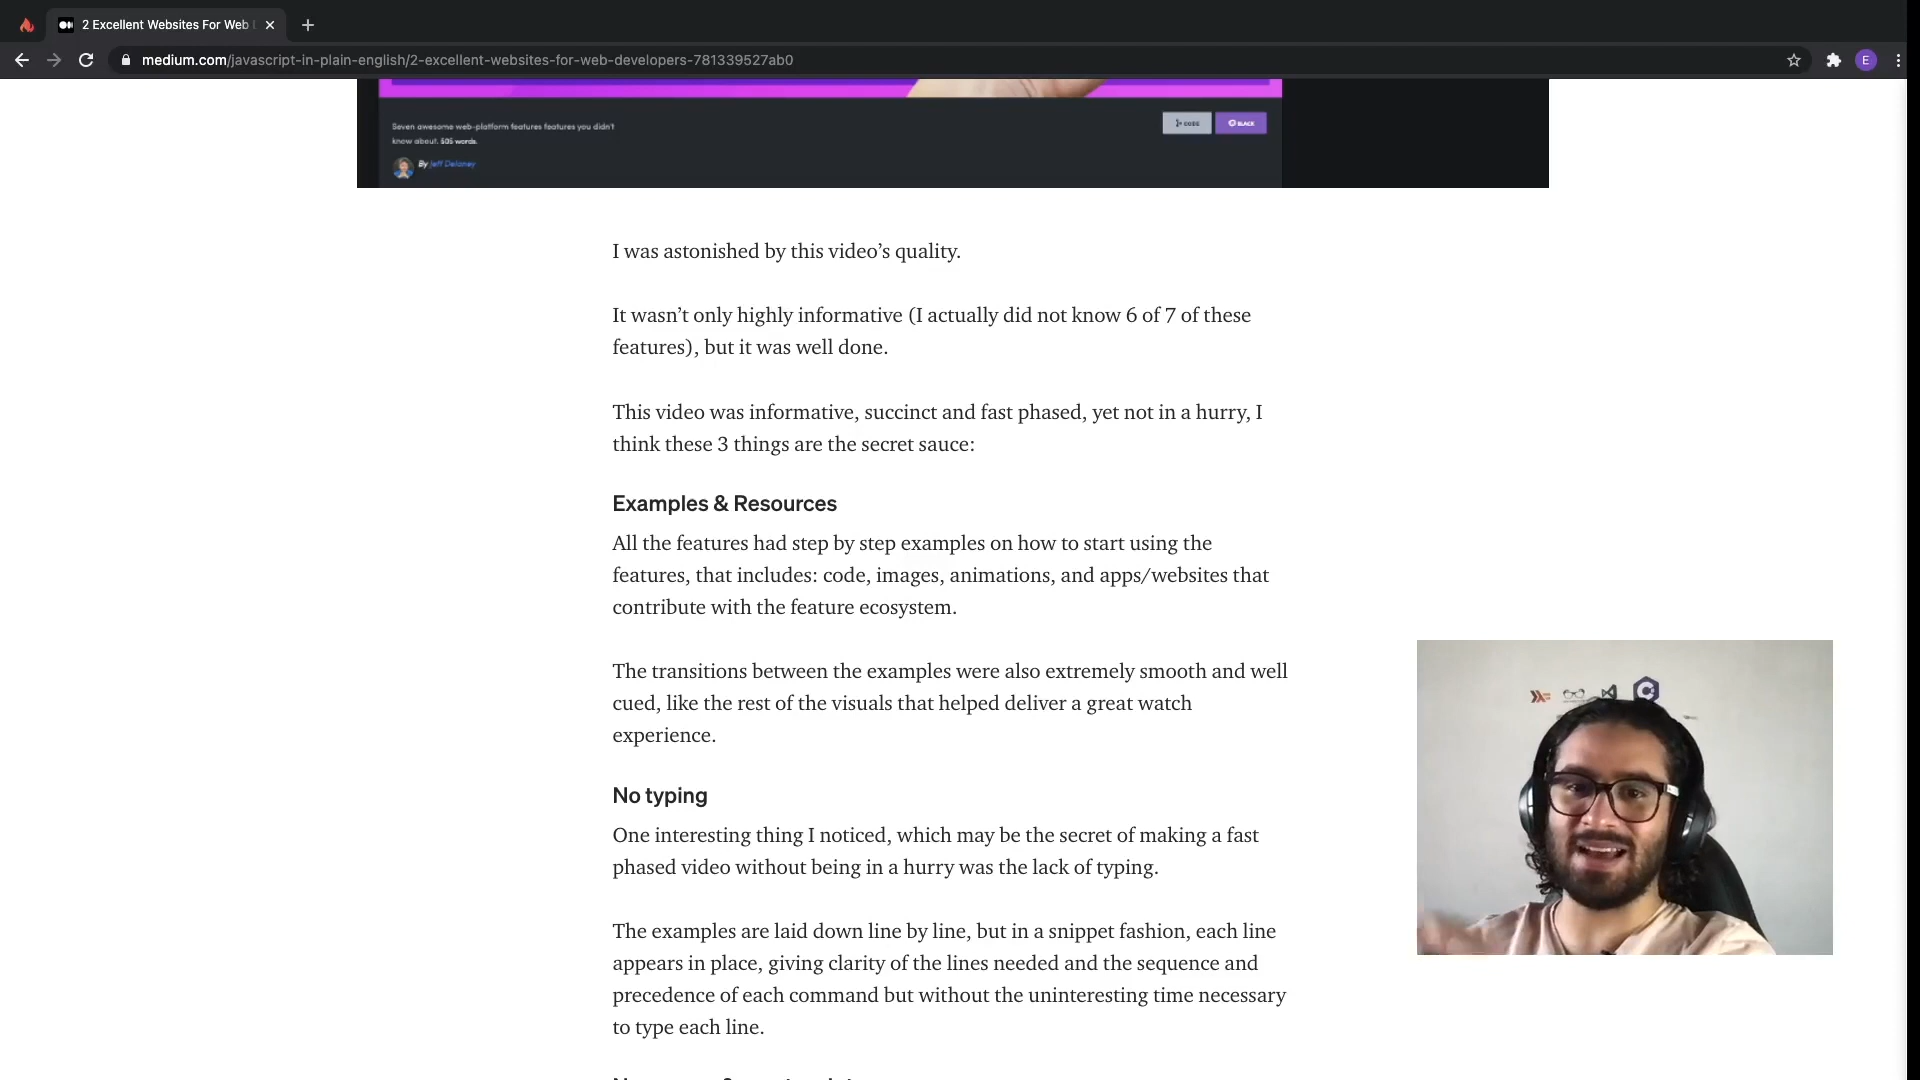 2 Excellent Websites For Web
medium.com/javascript-in-plain-english/2-excellent-websites-for-web-developers-781339527ab0
E
Seven awesome web-platform features features you didn't
know about. 505 words.
CODE
SLACK
By Jeff Delaney
I was astonished by this video’s quality.
It wasn’t only highly informative (I actually did not know 6 of 7 of these
features), but it was well done.
This video was informative, succinct and fast phased, yet not in a hurry, I
think these 3 things are the secret sauce:
Examples & Resources
All the features had step by step examples on how to start using the
features, that includes: code, images, animations, and apps/websites that
contribute with the feature ecosystem.
The transitions between the examples were also extremely smooth and well
cued, like the rest of the visuals that helped deliver a great watch
experience.
No typing
One interesting thing I noticed, which may be the secret of making a fast
phased video without being in a hurry was the lack of typing.
The examples are laid down line by line, but in a snippet fashion, each line
appears in place, giving clarity of the lines needed and the sequence and
precedence of each command but without the uninteresting time necessary
to type each line.